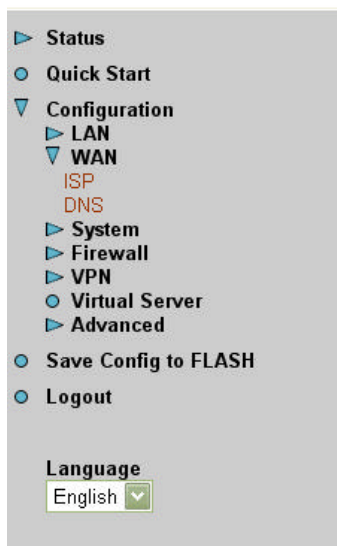 Status
Quick Start
Configuration
LAN
WAN
ISP
DNS
System
Firewall
VPN
Virtual Server
Advanced
Save Config to FLASH
Logout
Language
English